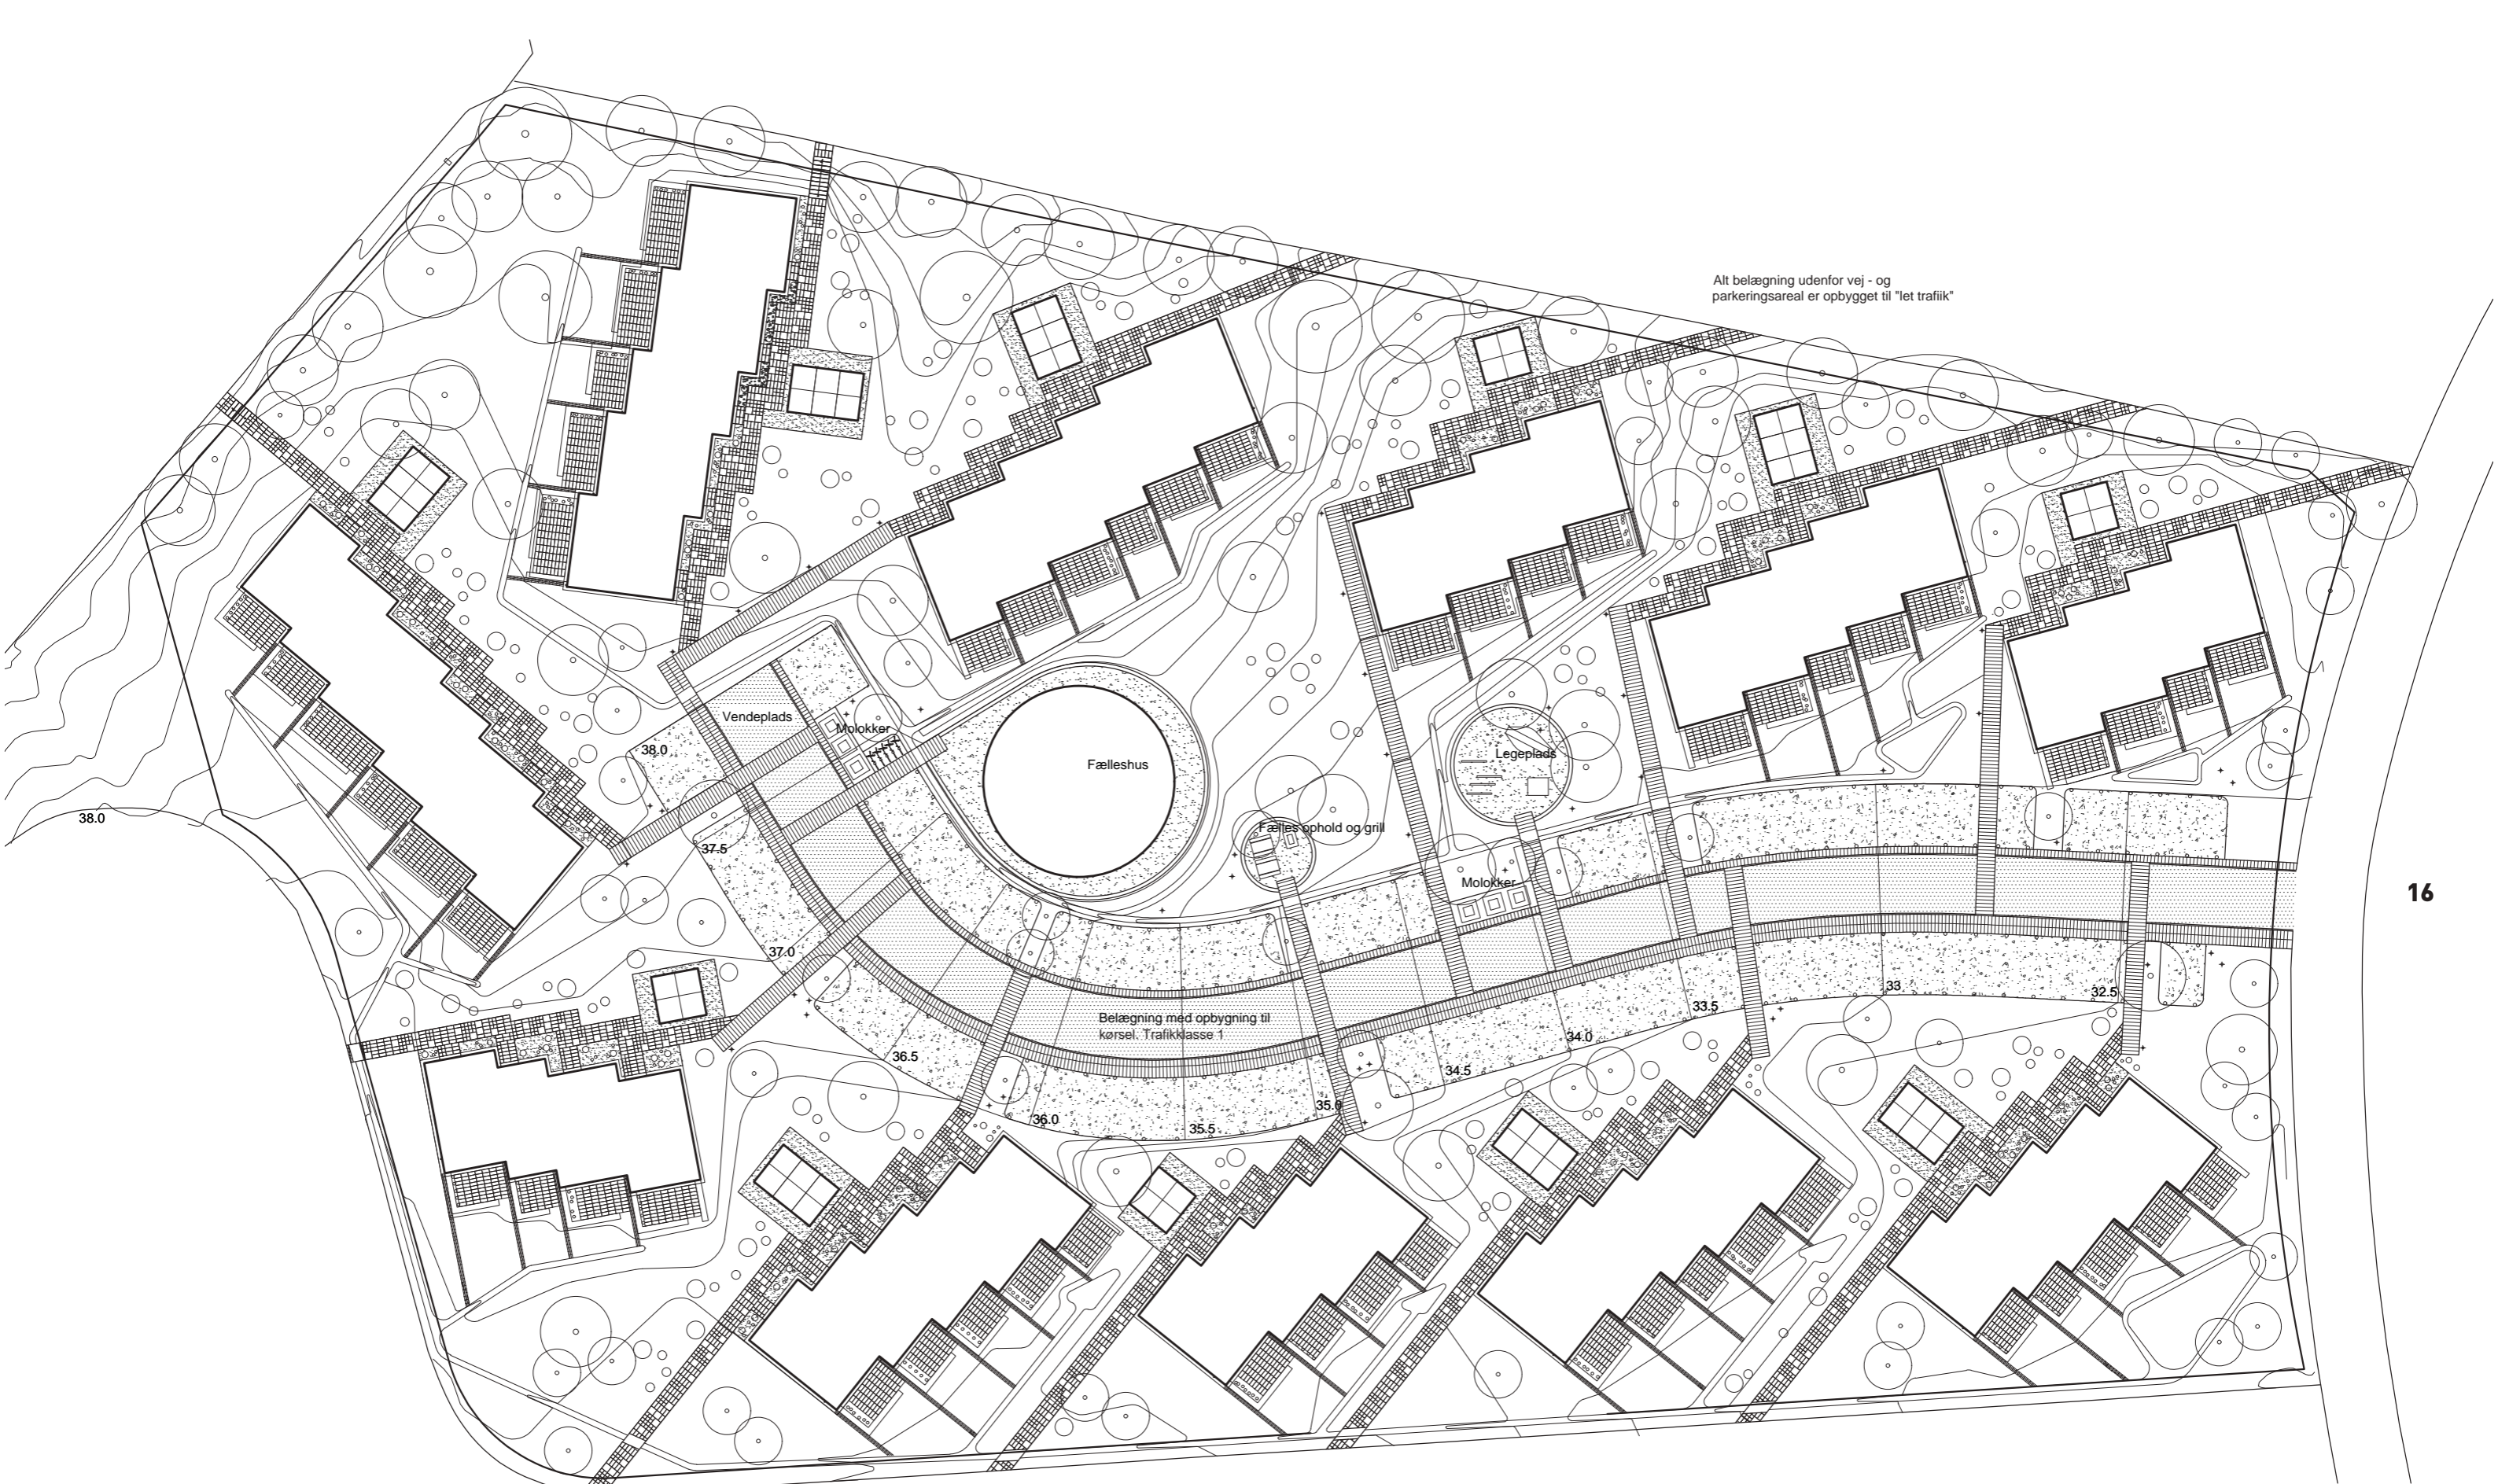 Alt belægning udenfor vej - og
parkeringsareal er opbygget til "let trafiik"
Vendeplads
Molokker
38.0
Fælleshus
Legeplads
38.0
Fælles ophold og grill
37.5
Molokker
16
37.0
33
32.5
33.5
Belægning med opbygning til
kørsel. Trafikklasse 1
34.0
36.5
34.5
35.0
36.0
35.5